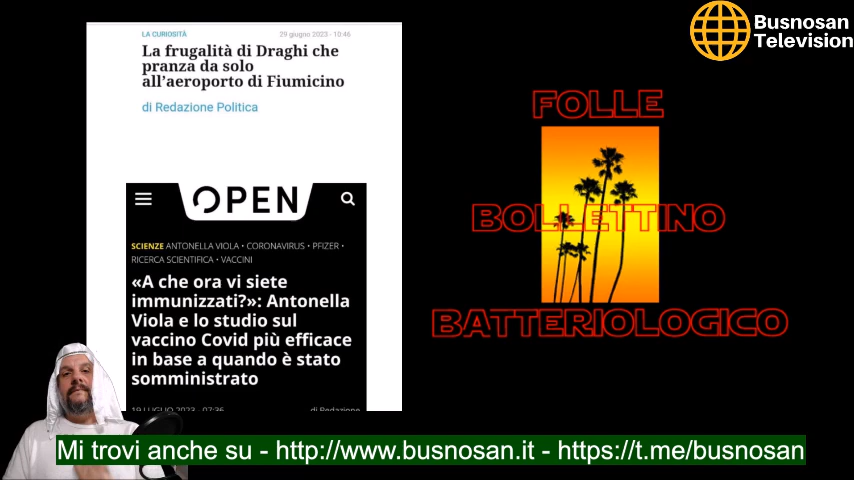 LA CURIOSITÀ
29 giugno 2023 - 10:46
La frugalità di Draghi che
pranza da solo
all'aeroporto di Fiumicino
di Redazione Politica
OPEN
SCIENZE ANTONELLA VIOLA • CORONAVIRUS • PFIZER •
RICERCA SCIENTIFICA • VACCINI
«A che ora vi siete
immunizzati?»: Antonella
Viola e lo studio sul
vaccino Covid più efficace
in base a quando è stato
somministrato
19 LUGLIO 2023 - 07:36
di Redazione
FOLLE
BOLLETTINO
BATTERIOLOGICO
Busnosan
Television
Mi trovi anche su - http://www.busnosan.it - https://t.me/busnosan